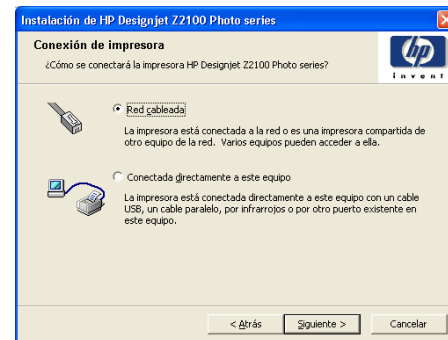 Instalación de HP Designjet Z2100 Photo series
Conexión de impresora
¿Cómo se conectará la impresora HP Designjet Z2100 Photo series?
hp
invent
Red cableada
La impresora está conectada a la red o es una impresora compartida de
otro equipo de la red. Varios equipos pueden acceder a ella.
Conectada directamente a este equipo
La impresora está conectada directamente a este equipo con un cable
USB, un cable paralelo, por infrarrojos o por otro puerto existente en
este equipo.
< Atrás Siguiente > Cancelar